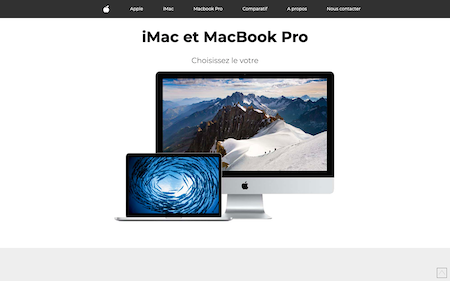 Apple iMac Macbook Pro Comparatif A propos Nous contacter
iMac et MacBook Pro
Choisissez le votre